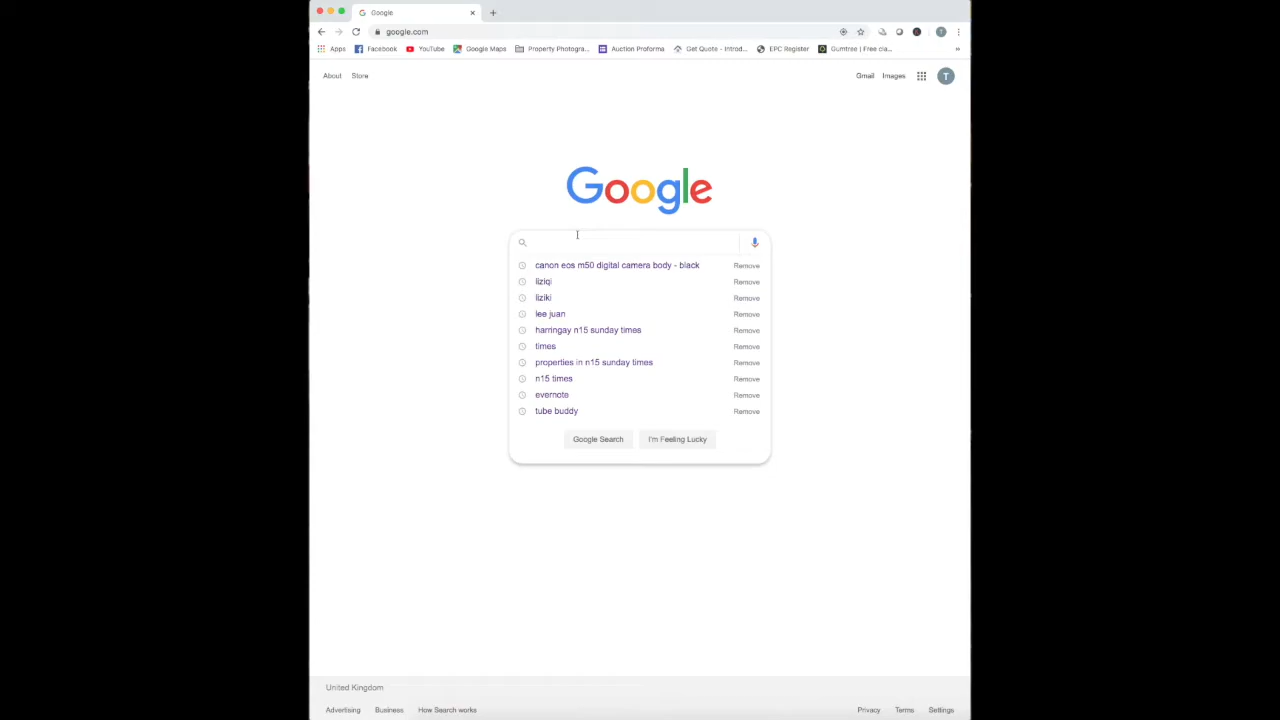 Google
google.com
Apps Facebook YouTube Google Maps Property Photogra... Auction Proforma Get Quote - Introd... EPC Register Gumtree | Free cla...
About Store Gmail Images T
Google
canon eos m50 digital camera body - black Remove
liziqi Remove
liziki Remove
lee juan Remove
harringay n15 sunday times Remove
times Remove
properties in n15 sunday times Remove
n15 times Remove
evernote Remove
tube buddy Remove
Google Search I'm Feeling Lucky
United Kingdom
Advertising Business How Search works Privacy Terms Settings